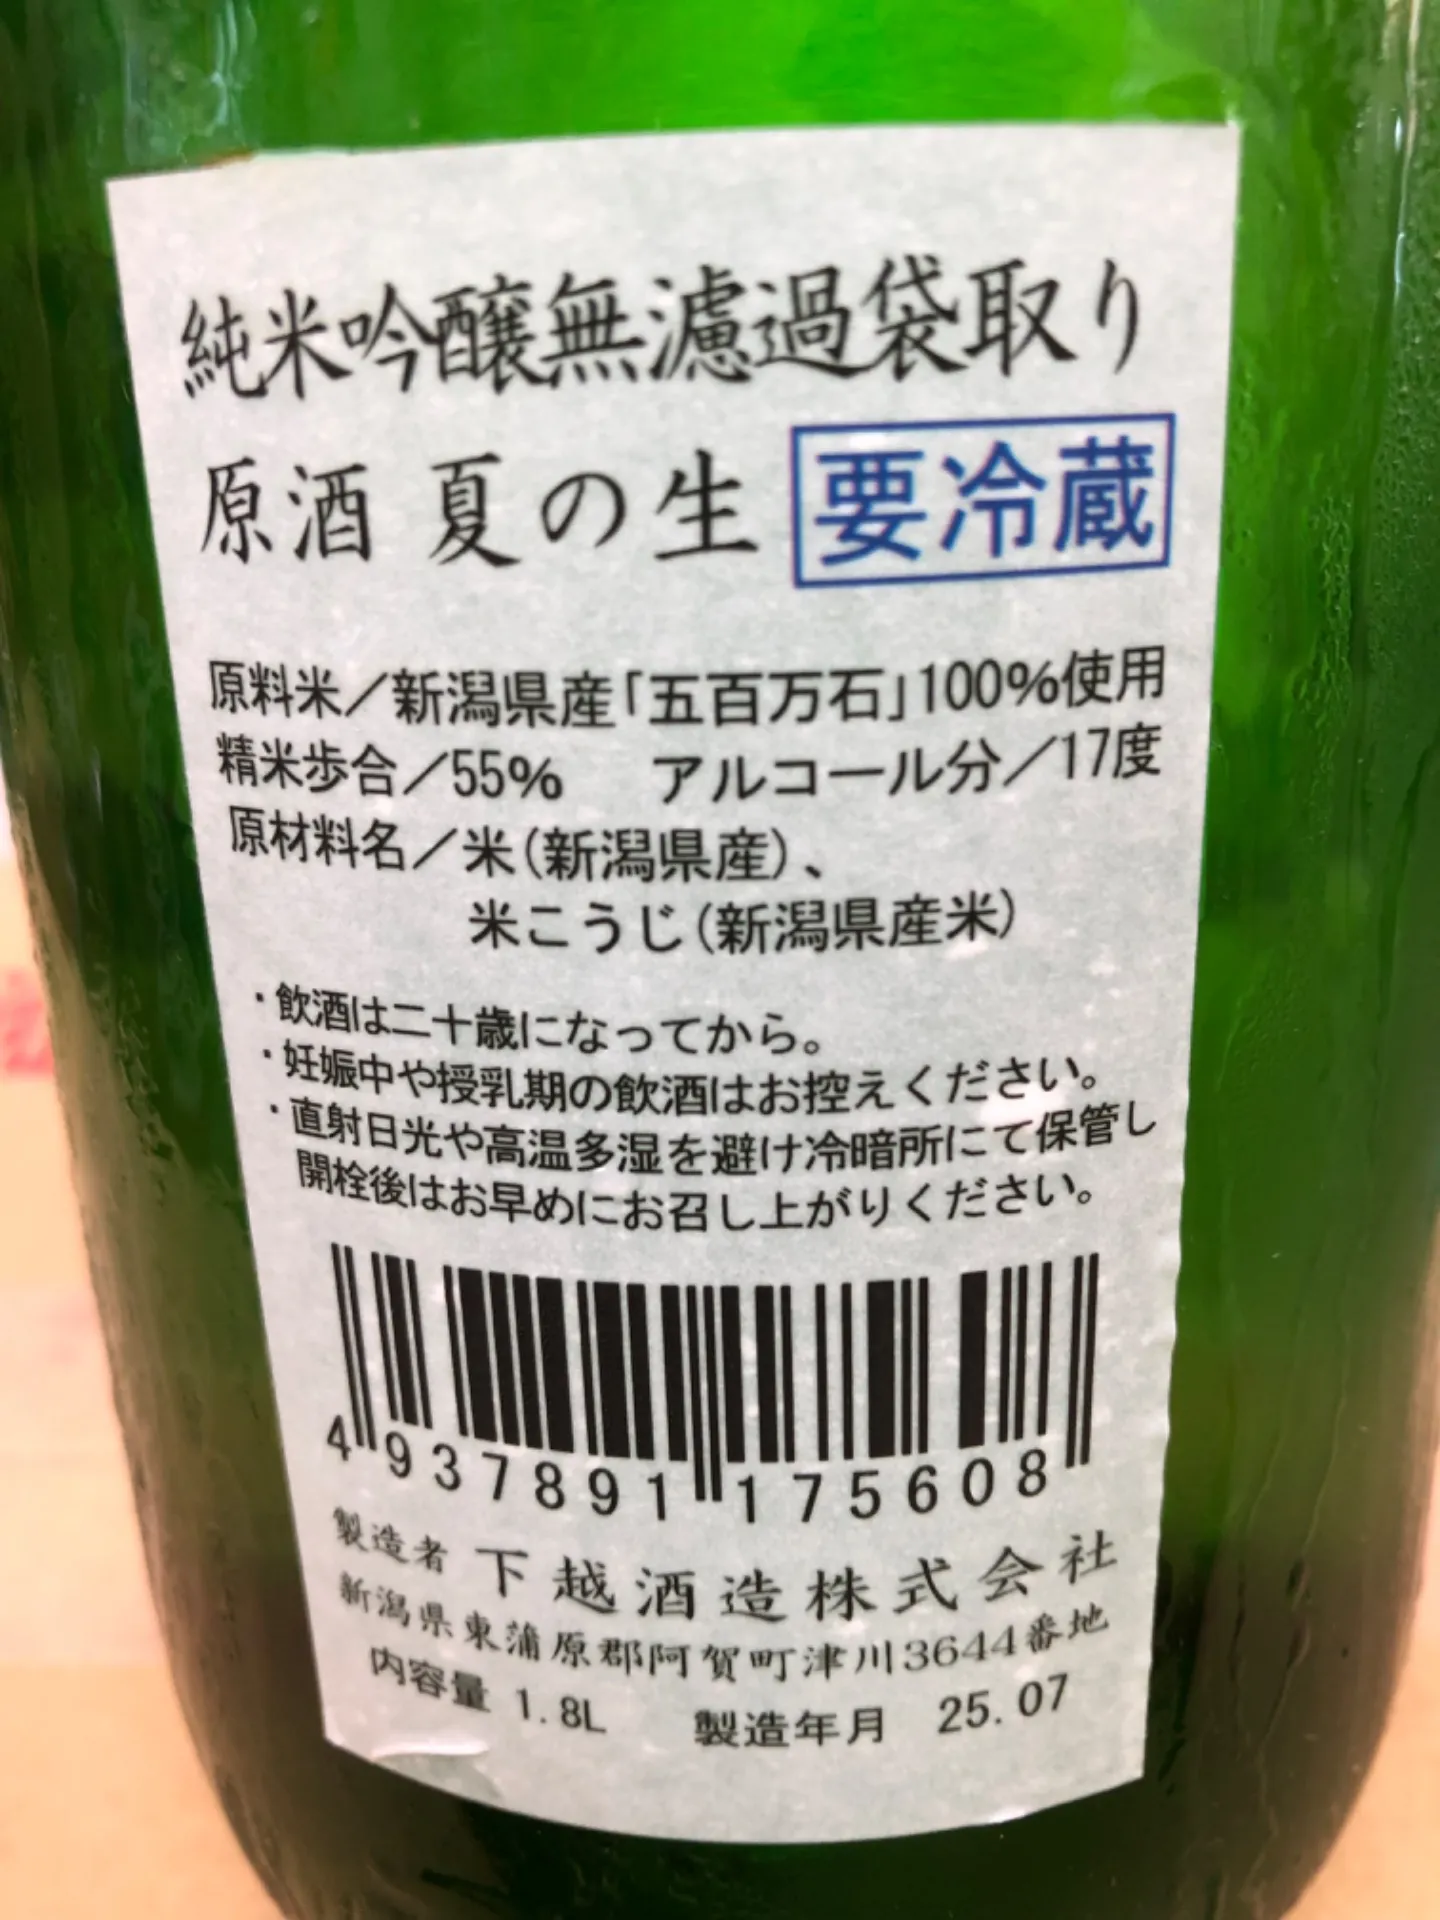 純米吟醸無濾過袋取り
原酒 夏の生 要冷蔵
原料米／新潟県産「五百万石」100%使用
精米歩合／55% アルコール分／17度
原材料名／米(新潟県産)、
米こうじ(新潟県産米)
・飲酒は二十歳になってから。
・妊娠中や授乳期の飲酒はお控えください。
・直射日光や高温多湿を避け冷暗所にて保管し
開栓後はお早めにお召し上がりください。
4937891175608
製造者 下越酒造株式会社
新潟県東蒲原郡阿賀町津川3644番地
内容量 1.8L 製造年月 25.07